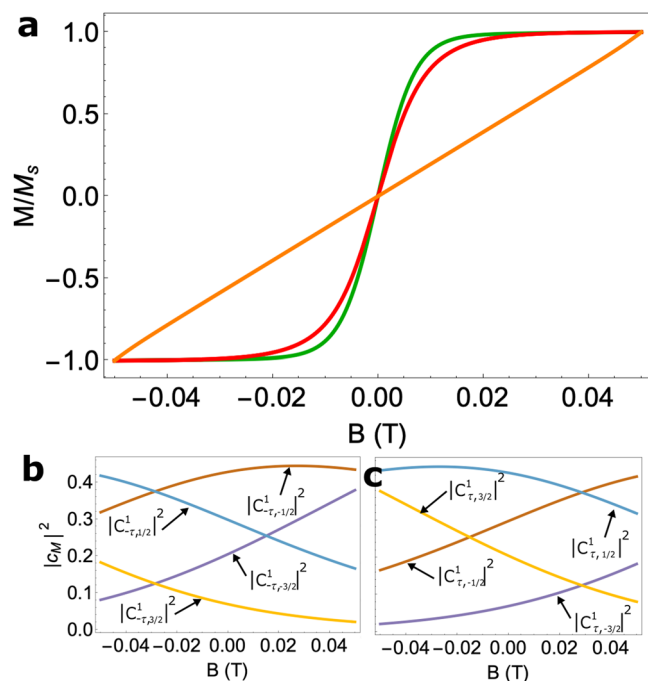 a
M/Mₛ
1.0
0.5
0.0
−0.5
−1.0
−0.04 −0.02 0.00 0.02 0.04
B (T)
b
|c_M|²
0.4
0.3
0.2
0.1
0.0
|C¹₋τ,₁/₂|²
|C¹₋τ,₋₁/₂|²
|C¹₋τ,₋₃/₂|²
|C¹₋τ,₃/₂|²
−0.04 −0.02 0.00 0.02 0.04
B (T)
c
|C¹τ,₃/₂|²
|C¹τ,₁/₂|²
|C¹τ,₋₁/₂|²
|C¹τ,₋₃/₂|²
−0.04 −0.02 0.00 0.02 0.04
B (T)